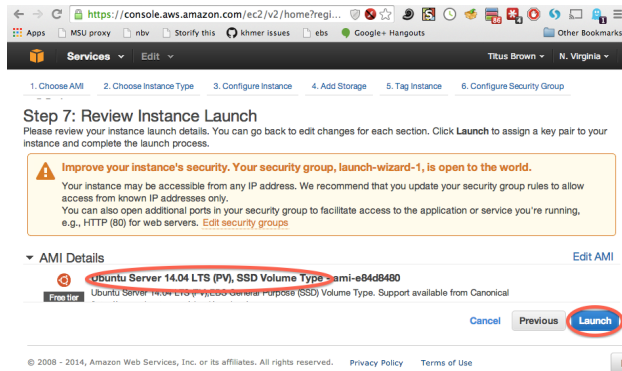 https://console.aws.amazon.com/ec2/v2/home?regi...
Apps MSU proxy nbv Storify this khmer issues ebs Google+ Hangouts Other Bookmarks
Services Edit Titus Brown N. Virginia
1. Choose AMI 2. Choose Instance Type 3. Configure Instance 4. Add Storage 5. Tag Instance 6. Configure Security Group
Step 7: Review Instance Launch
Please review your instance launch details. You can go back to edit changes for each section. Click Launch to assign a key pair to your
instance and complete the launch process.
Improve your instance's security. Your security group, launch-wizard-1, is open to the world.
Your instance may be accessible from any IP address. We recommend that you update your security group rules to allow
access from known IP addresses only.
You can also open additional ports in your security group to facilitate access to the application or service you're running,
e.g., HTTP (80) for web servers. Edit security groups
AMI Details Edit AMI
Ubuntu Server 14.04 LTS (PV), SSD Volume Type - ami-e84d8480
Free tier Ubuntu Server 14.04 LTS (PV),EBS General Purpose (SSD) Volume Type. Support available from Canonical
Cancel Previous Launch
© 2008 - 2014, Amazon Web Services, Inc. or its affiliates. All rights reserved. Privacy Policy Terms of Use